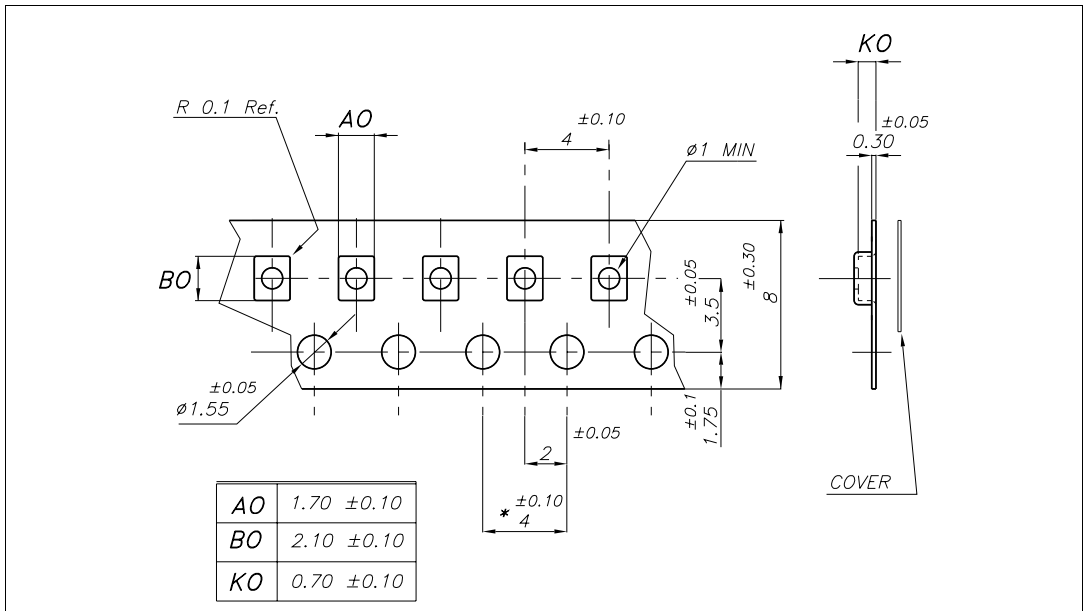 KO
R 0.1 Ref.
AO
±0.10
4
Ø1 MIN
±0.05
0.30
BO
±0.05
3.5
±0.30
8
±0.05
Ø1.55
±0.1
1.75
±0.05
2
±0.10
* 4
COVER
AO 1.70 ±0.10
BO 2.10 ±0.10
KO 0.70 ±0.10